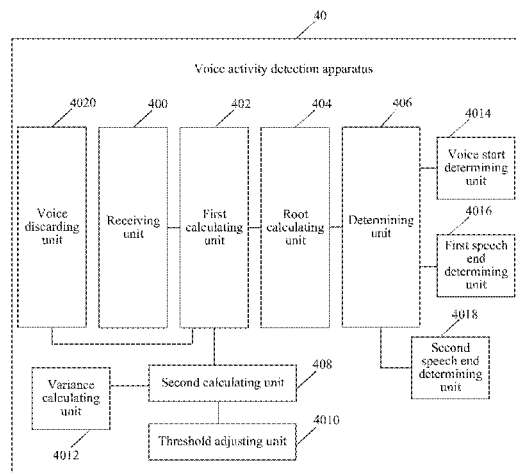 40
Voice activity detection apparatus
4020
400
402
404
406
4014
Voice
discarding
unit
Receiving
unit
First
calculating
unit
Root
calculating
unit
Determining
unit
Voice start
determining
unit
4016
First speech
end
determining
unit
4018
Second
speech end
determining
unit
Variance
calculating
unit
4012
Second calculating unit
408
Threshold adjusting unit
4010